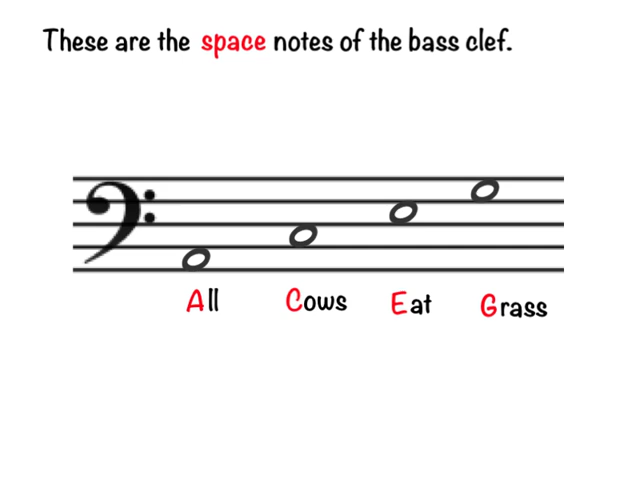 These are the space notes of the bass clef.
All Cows Eat Grass